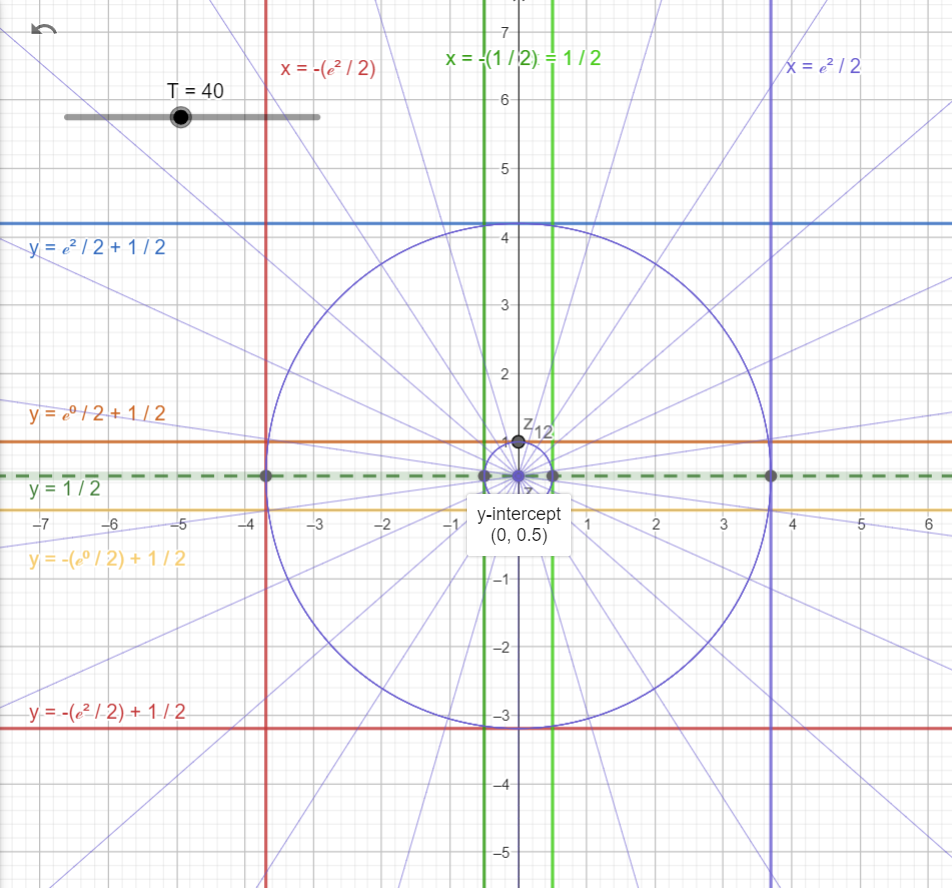 7
x = -(e² / 2)
x = -(1 / 2) = 1 / 2
x = e² / 2
T = 40
6
5
4
y = e² / 2 + 1 / 2
3
2
y = e⁰ / 2 + 1 / 2
z₁₂
1
y = 1 / 2
y-intercept
(0, 0.5)
−7 −6 −5 −4 −3 −2 −1 1 2 3 4 5 6
y = -(e⁰ / 2) + 1 / 2
−1
−2
y = -(e² / 2) + 1 / 2
−3
−4
−5